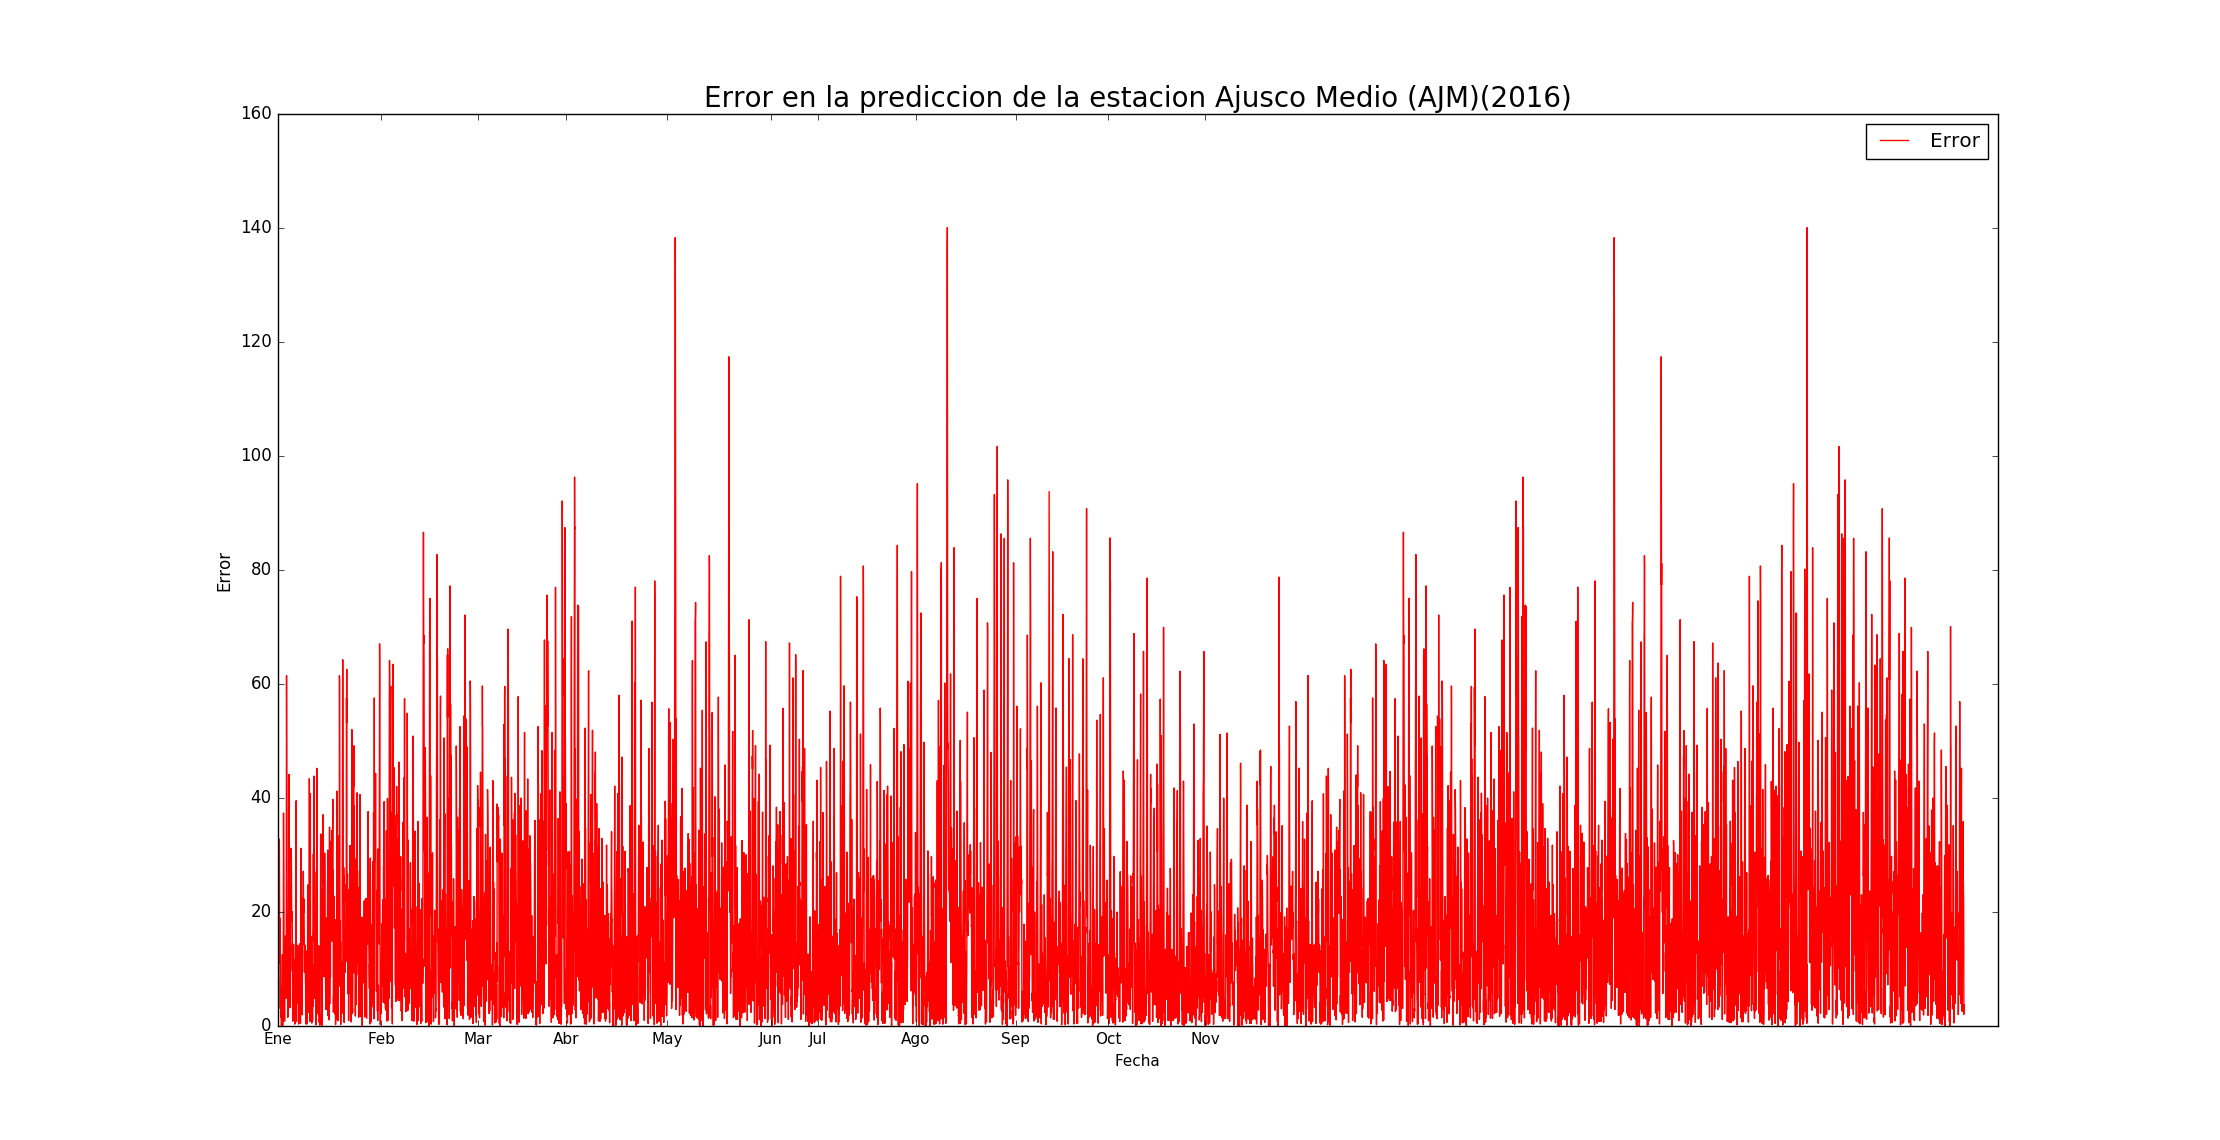 Error en la prediccion de la estacion Ajusco Medio (AJM)(2016)
160
140
120
100
80
60
40
20
0
Error
Error
Ene Feb Mar Abr May Jun Jul Ago Sep Oct Nov
Fecha